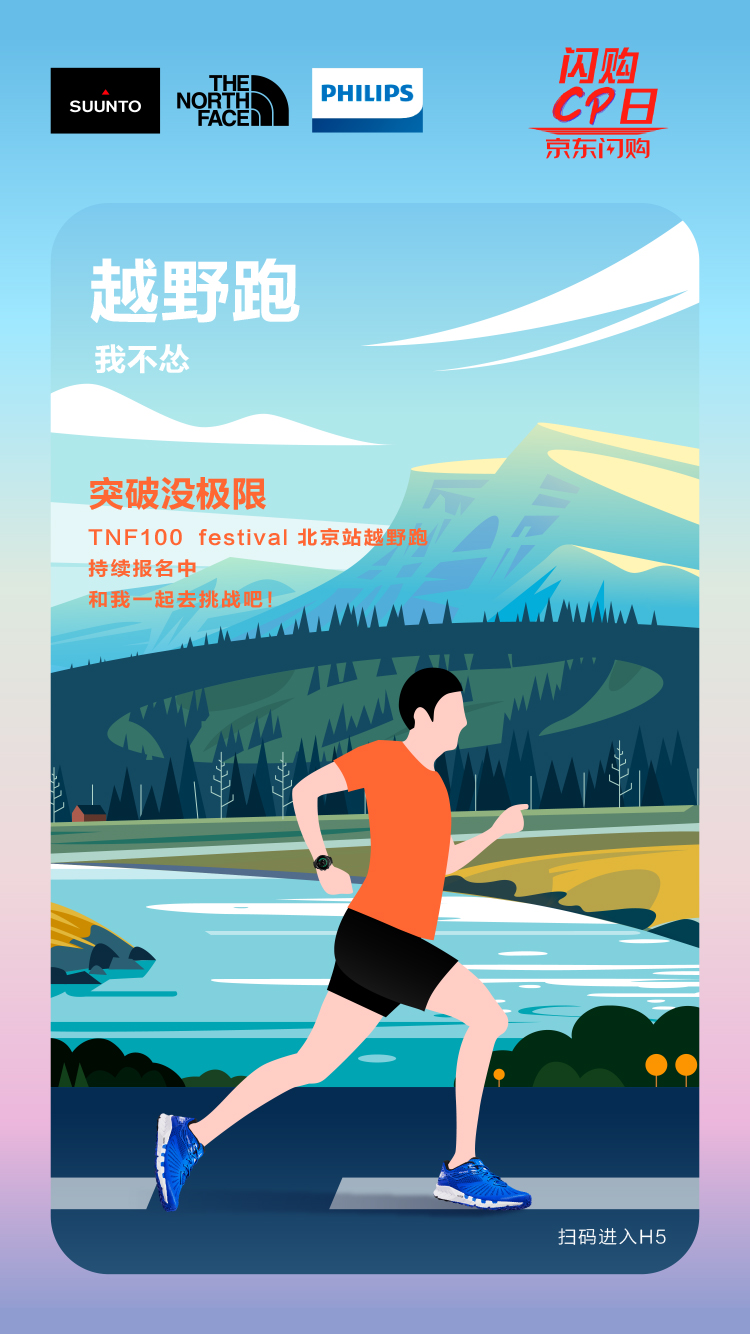 SUUNTO
THE
NORTH
FACE
PHILIPS
闪购
CP日
京东闪购
越野跑
我不怂
突破没极限
TNF100 festival 北京站越野跑
持续报名中
和我一起去挑战吧！
扫码进入H5